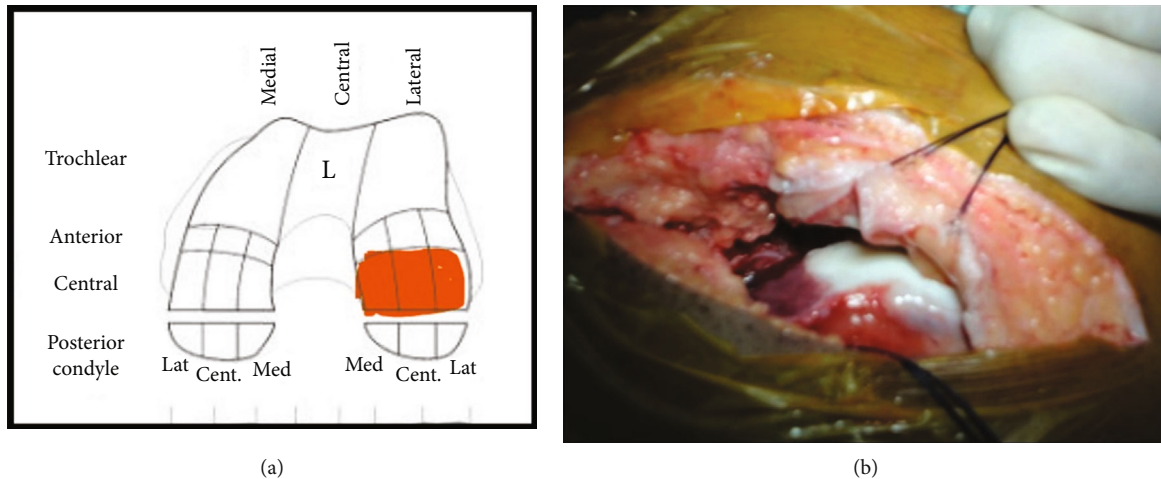 Medial
Central
Lateral
Trochlear
L
Anterior
Central
Posterior
condyle
Lat
Cent.
Med
Med
Cent.
Lat
(a)
(b)